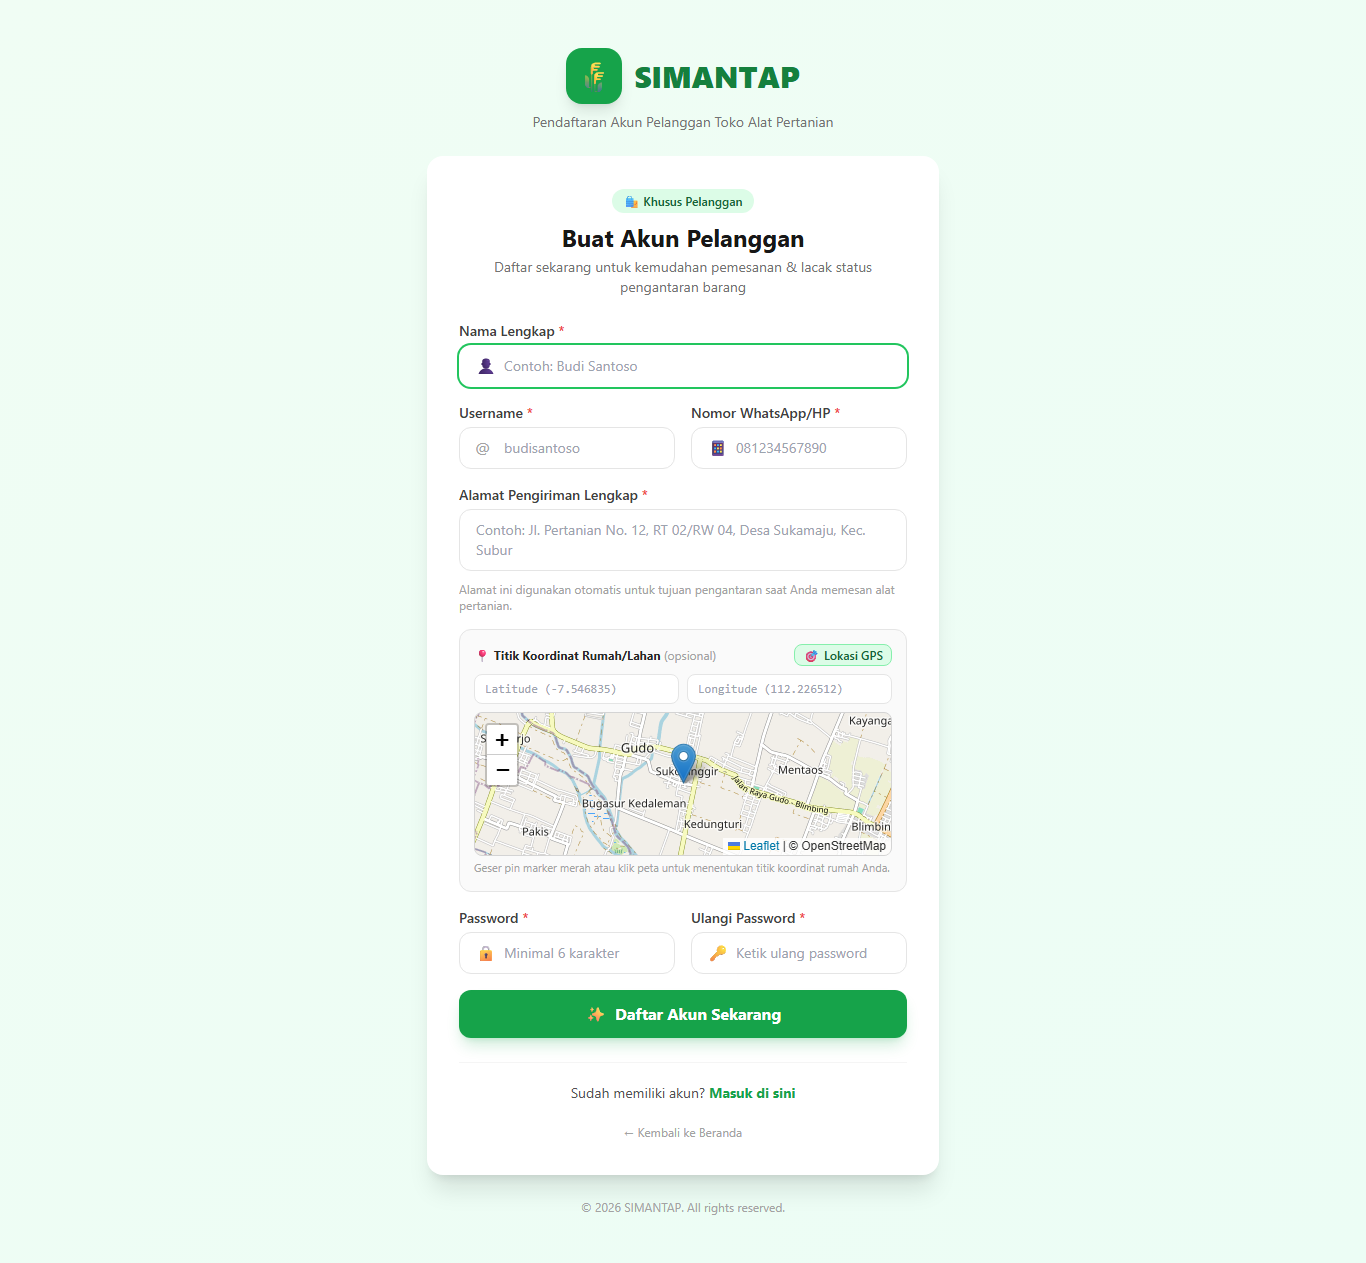 SIMANTAP
Pendaftaran Akun Pelanggan Toko Alat Pertanian
Khusus Pelanggan
Buat Akun Pelanggan
Daftar sekarang untuk kemudahan pemesanan & lacak status
pengantaran barang
Nama Lengkap *
Contoh: Budi Santoso
Username *
Nomor WhatsApp/HP *
@ budisantoso
081234567890
Alamat Pengiriman Lengkap *
Contoh: Jl. Pertanian No. 12, RT 02/RW 04, Desa Sukamaju, Kec.
Subur
Alamat ini digunakan otomatis untuk tujuan pengantaran saat Anda memesan alat
pertanian.
Titik Koordinat Rumah/Lahan (opsional)
Lokasi GPS
Latitude (-7.546835)
Longitude (112.226512)
Kayanga
+
Gudo
Mentaos
−
Jalan Raya Gudo - Blimbing
Bugasur Kedaleman
Kedungturi
Blimbin
Pakis
Leaflet | © OpenStreetMap
Geser pin marker merah atau klik peta untuk menentukan titik koordinat rumah Anda.
Password *
Ulangi Password *
Minimal 6 karakter
Ketik ulang password
Daftar Akun Sekarang
Sudah memiliki akun? Masuk di sini
← Kembali ke Beranda
© 2026 SIMANTAP. All rights reserved.